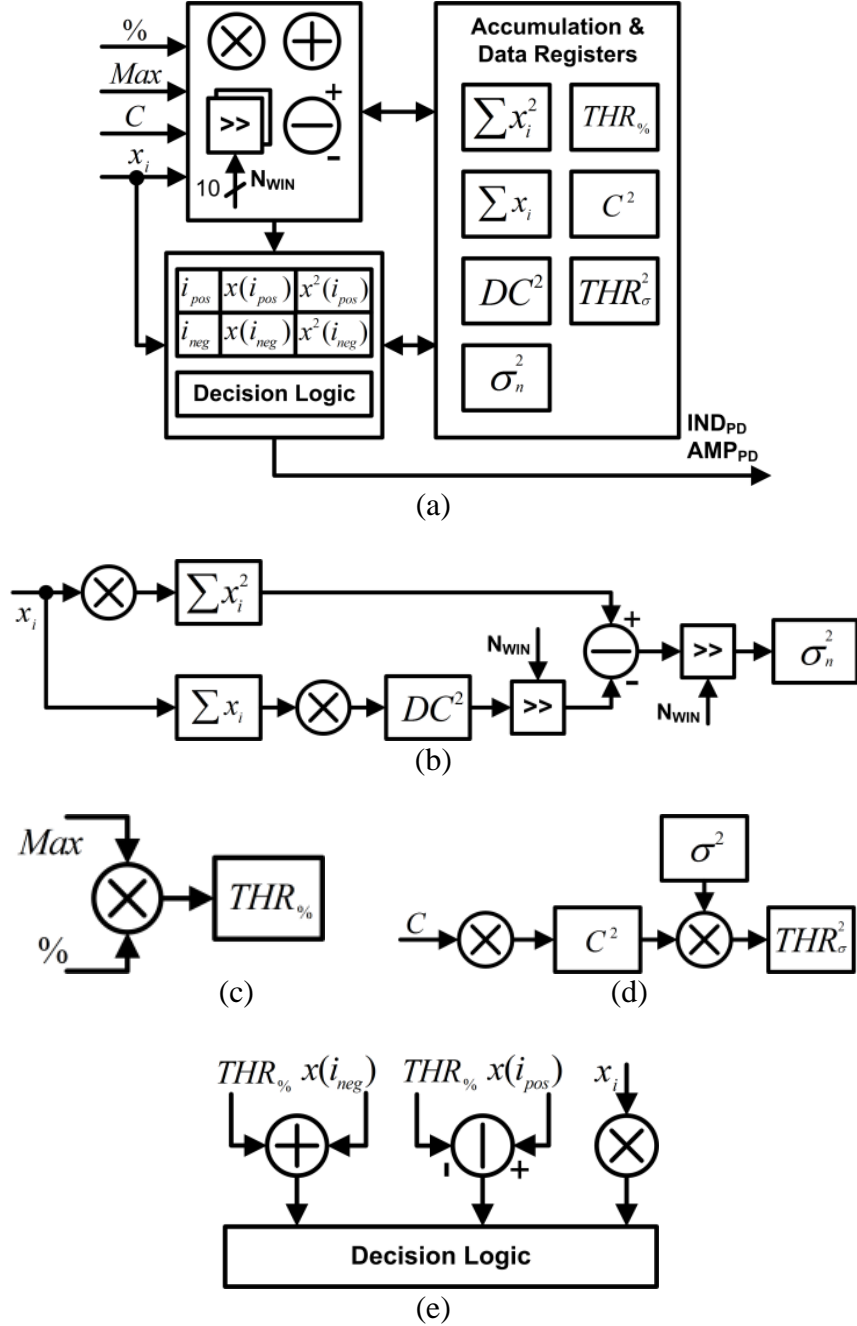 %
Max
C
x_i
>>
+
-
10
N_WIN
Accumulation &
Data Registers
∑x_i^2 THR_%
∑x_i C^2
DC^2 THR_σ^2
σ_n^2
i_pos x(i_pos) x^2(i_pos)
i_neg x(i_neg) x^2(i_neg)
Decision Logic
IND_PD
AMP_PD
(a)
x_i
∑x_i^2
∑x_i
DC^2
N_WIN
>>
+
-
>>
N_WIN
σ_n^2
(b)
Max
%
THR_%
(c)
C
C^2
σ^2
THR_σ^2
(d)
THR_% x(i_neg) THR_% x(i_pos) x_i
- +
Decision Logic
(e)